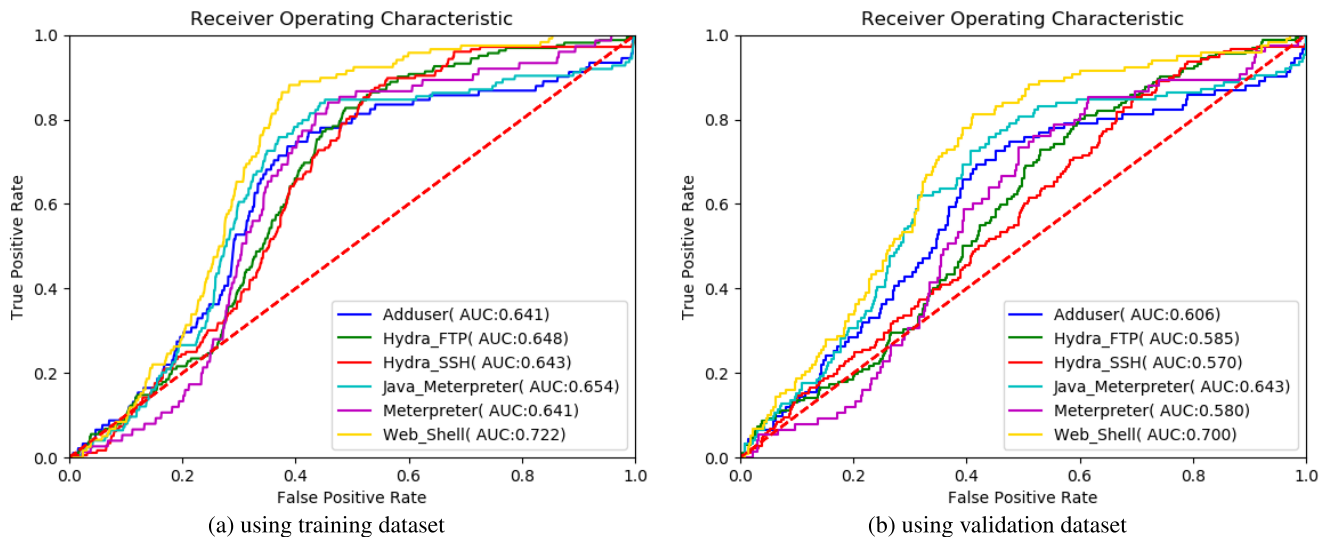 Receiver Operating Characteristic
True Positive Rate
1.0
0.8
0.6
0.4
0.2
0.0
Adduser( AUC:0.641)
Hydra_FTP( AUC:0.648)
Hydra_SSH( AUC:0.643)
Java_Meterpreter( AUC:0.654)
Meterpreter( AUC:0.641)
Web_Shell( AUC:0.722)
0.0 0.2 0.4 0.6 0.8 1.0
False Positive Rate
(a) using training dataset
Receiver Operating Characteristic
True Positive Rate
1.0
0.8
0.6
0.4
0.2
0.0
Adduser( AUC:0.606)
Hydra_FTP( AUC:0.585)
Hydra_SSH( AUC:0.570)
Java_Meterpreter( AUC:0.643)
Meterpreter( AUC:0.580)
Web_Shell( AUC:0.700)
0.0 0.2 0.4 0.6 0.8 1.0
False Positive Rate
(b) using validation dataset